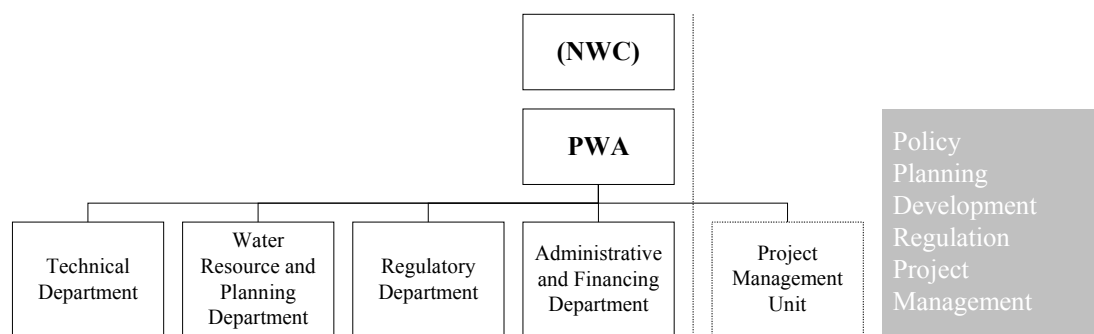 (NWC)
PWA
Technical
Department
Water
Resource and
Planning
Department
Regulatory
Department
Administrative
and Financing
Department
Project
Management
Unit
Policy
Planning
Development
Regulation
Project
Management